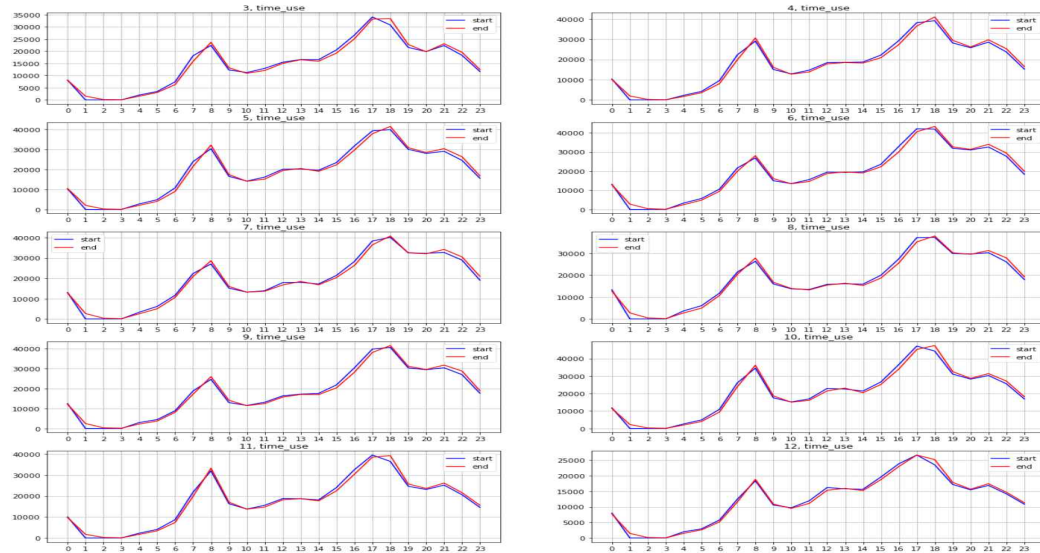 3, time_use
35000
30000
25000
20000
15000
10000
5000
0
start
end
0 1 2 3 4 5 6 7 8 9 10 11 12 13 14 15 16 17 18 19 20 21 22 23
4, time_use
40000
30000
20000
10000
0
start
end
0 1 2 3 4 5 6 7 8 9 10 11 12 13 14 15 16 17 18 19 20 21 22 23
5, time_use
40000
30000
20000
10000
0
start
end
0 1 2 3 4 5 6 7 8 9 10 11 12 13 14 15 16 17 18 19 20 21 22 23
6, time_use
40000
30000
20000
10000
0
start
end
0 1 2 3 4 5 6 7 8 9 10 11 12 13 14 15 16 17 18 19 20 21 22 23
7, time_use
40000
30000
20000
10000
0
start
end
0 1 2 3 4 5 6 7 8 9 10 11 12 13 14 15 16 17 18 19 20 21 22 23
8, time_use
30000
20000
10000
0
start
end
0 1 2 3 4 5 6 7 8 9 10 11 12 13 14 15 16 17 18 19 20 21 22 23
9, time_use
40000
30000
20000
10000
0
start
end
0 1 2 3 4 5 6 7 8 9 10 11 12 13 14 15 16 17 18 19 20 21 22 23
10, time_use
40000
30000
20000
10000
0
start
end
0 1 2 3 4 5 6 7 8 9 10 11 12 13 14 15 16 17 18 19 20 21 22 23
11, time_use
40000
30000
20000
10000
0
start
end
0 1 2 3 4 5 6 7 8 9 10 11 12 13 14 15 16 17 18 19 20 21 22 23
12, time_use
25000
20000
15000
10000
5000
0
start
end
0 1 2 3 4 5 6 7 8 9 10 11 12 13 14 15 16 17 18 19 20 21 22 23